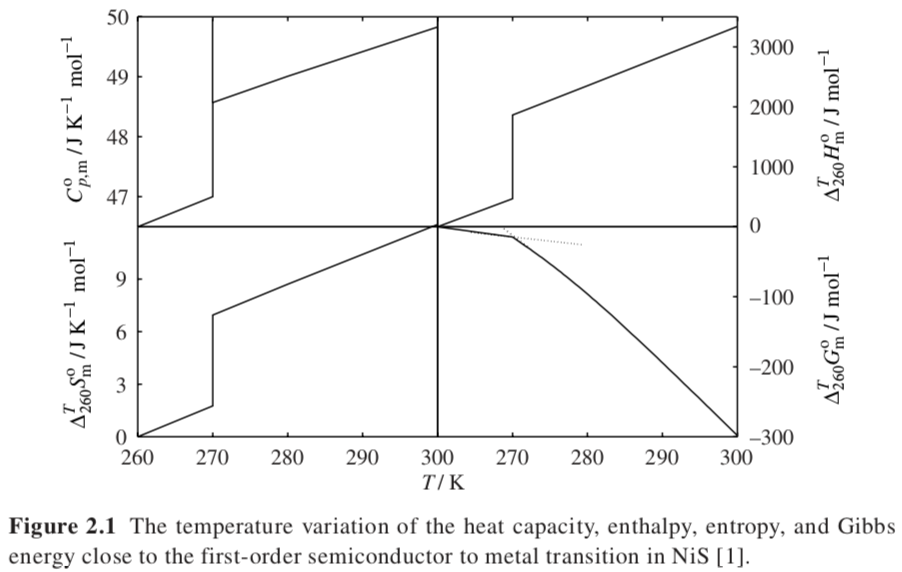 50
49
48
47
C°p,m / J K−1 mol−1
3000
2000
1000
0
ΔT260H°m / J mol−1
9
6
3
0
ΔT260S°m / J K−1 mol−1
−100
−200
−300
ΔT260G°m / J mol−1
260 270 280 290 300 270 280 290 300
T / K
Figure 2.1 The temperature variation of the heat capacity, enthalpy, entropy, and Gibbs
energy close to the first-order semiconductor to metal transition in NiS [1].